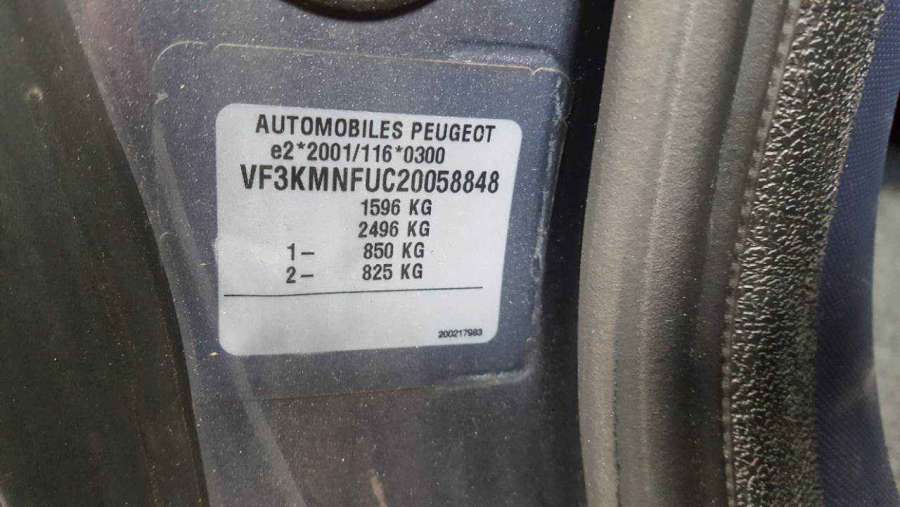 AUTOMOBILES PEUGEOT
e2*2001/116*0300
VF3KMNFUC20058848
1596 KG
2496 KG
1- 850 KG
2- 825 KG
200217983